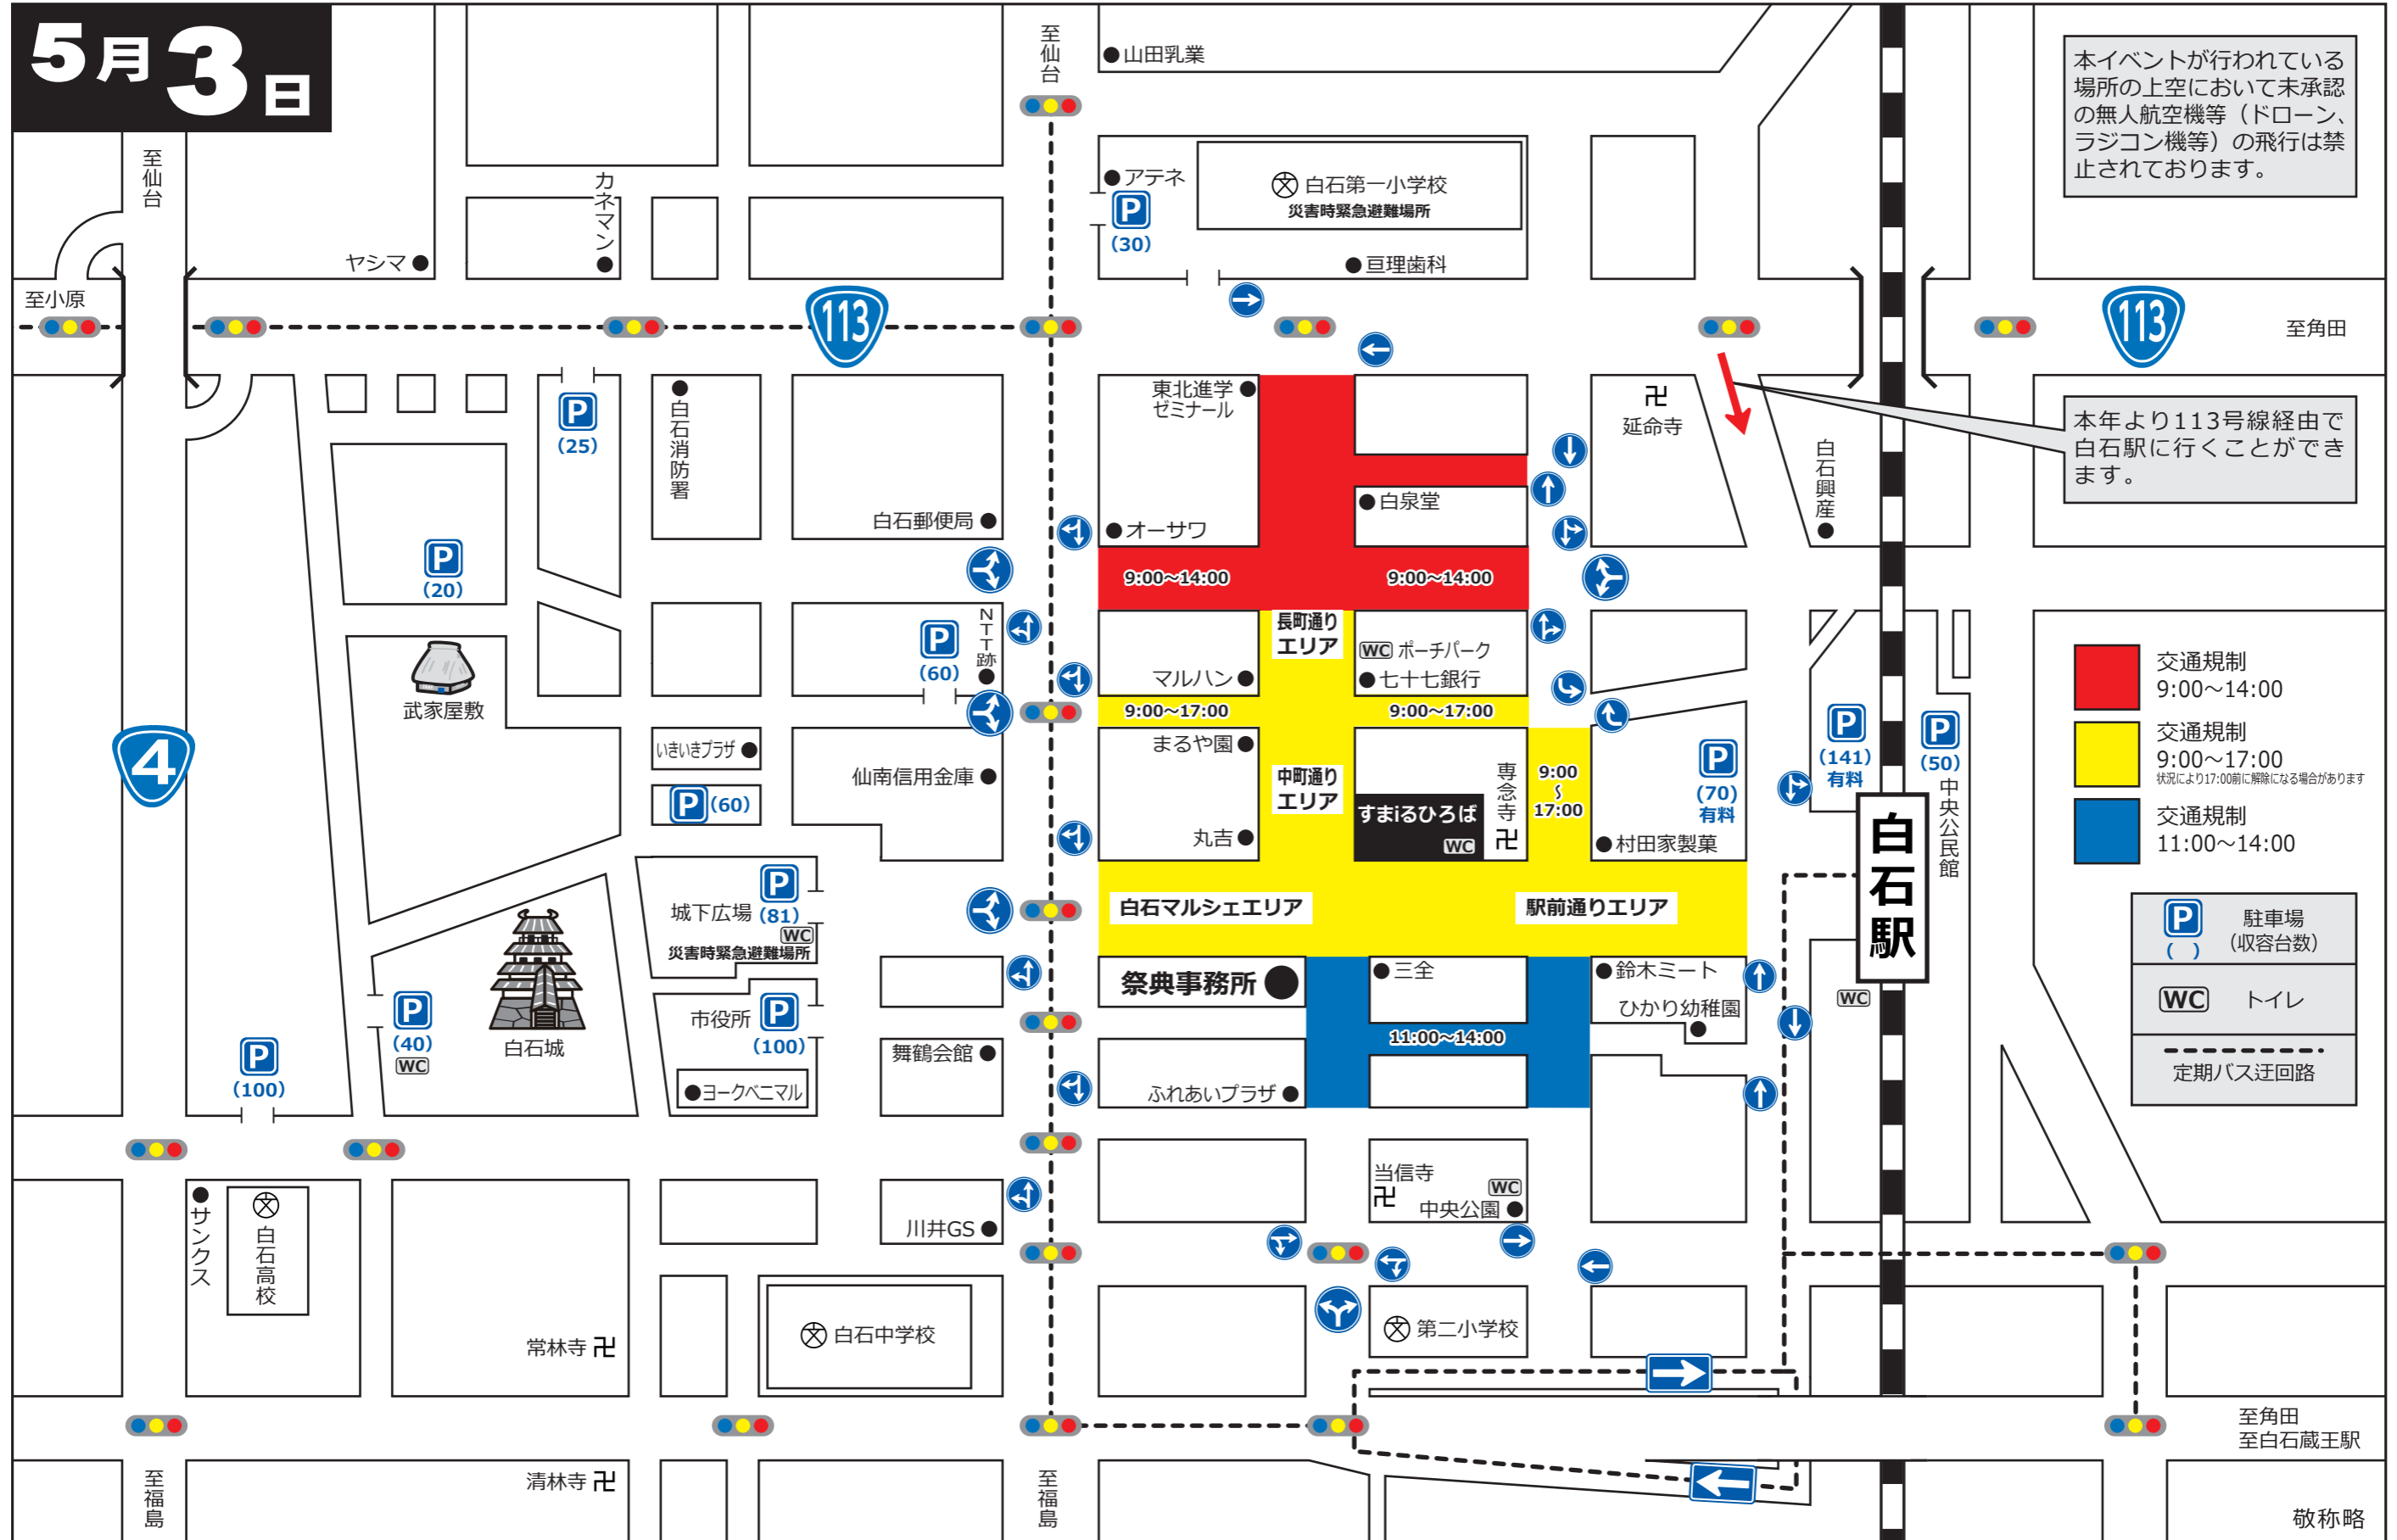 5月3日
至仙台
山田乳業
本イベントが行われている
場所の上空において未承認
の無人航空機等（ドローン、
ラジコン機等）の飛行は禁
止されております。
至仙台
カネマン
アテネ
P
(30)
白石第一小学校
災害時緊急避難場所
ヤシマ
亘理歯科
至小原
113
113
至角田
東北進学
ゼミナール
延命寺
本年より113号線経由で
白石駅に行くことができ
ます。
P
(25)
白石消防署
白石興産
白石郵便局
オーサワ
白泉堂
P
(20)
9:00〜14:00
9:00〜14:00
長町通り
エリア
NTT跡
P
(60)
WC ポーチパーク
マルハン
七十七銀行
武家屋敷
9:00〜17:00
9:00〜17:00
交通規制
9:00〜14:00
交通規制
9:00〜17:00
状況により17:00前に解除になる場合があります
交通規制
11:00〜14:00
4
いきいきプラザ
まるや園
P
(141)
有料
P
(50)
中央公民館
P
(70)
有料
仙南信用金庫
中町通り
エリア
専念寺
9:00
〜
17:00
P (60)
すまiるひろば
WC
丸吉
村田家製菓
白石駅
P
城下広場 (81)
WC
災害時緊急避難場所
白石マルシェエリア
駅前通りエリア
P
( )
駐車場
（収容台数）
WC
トイレ
定期バス迂回路
祭典事務所
三全
鈴木ミート
ひかり幼稚園
WC
P
(40)
WC
白石城
市役所 P
(100)
P
(100)
舞鶴会館
11:00〜14:00
ヨークベニマル
ふれあいプラザ
当信寺
WC
中央公園
サンクス
白石高校
川井GS
常林寺
白石中学校
第二小学校
至角田
至白石蔵王駅
清林寺
至福島
至福島
敬称略